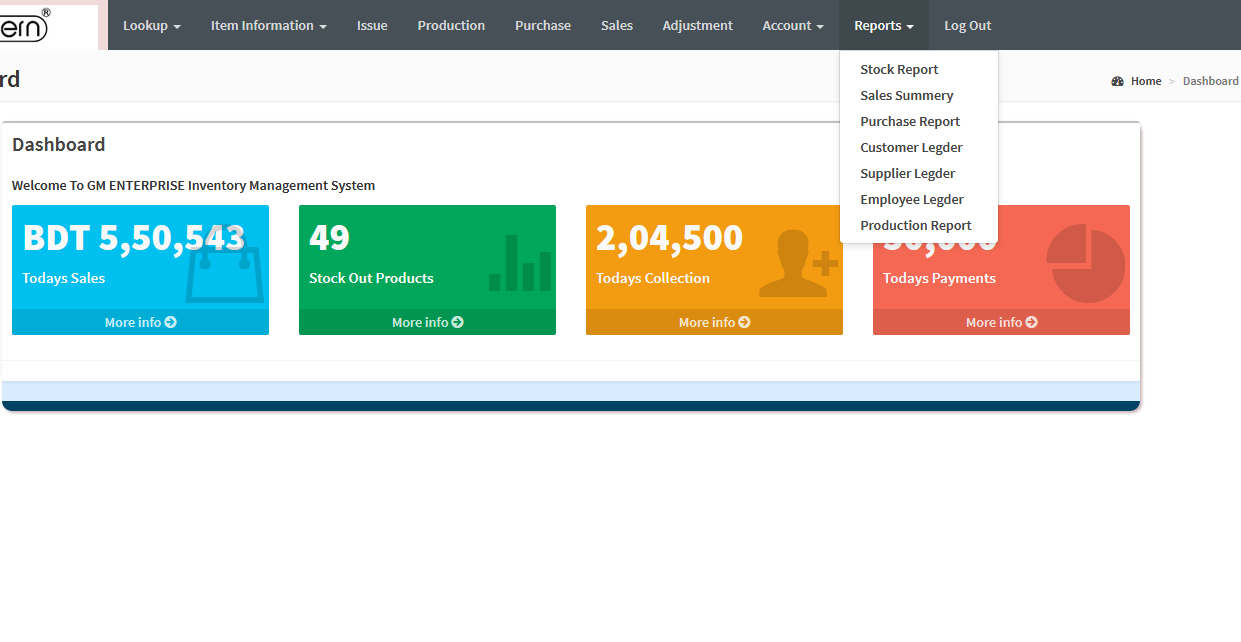 ern®
Lookup
Item Information
Issue
Production
Purchase
Sales
Adjustment
Account
Reports
Log Out
Stock Report
Sales Summery
Purchase Report
Customer Legder
Supplier Legder
Employee Legder
Production Report
rd
Home > Dashboard
Dashboard
Welcome To GM ENTERPRISE Inventory Management System
BDT 5,50,543
Todays Sales
More info
49
Stock Out Products
More info
2,04,500
Todays Collection
More info
Todays Payments
More info